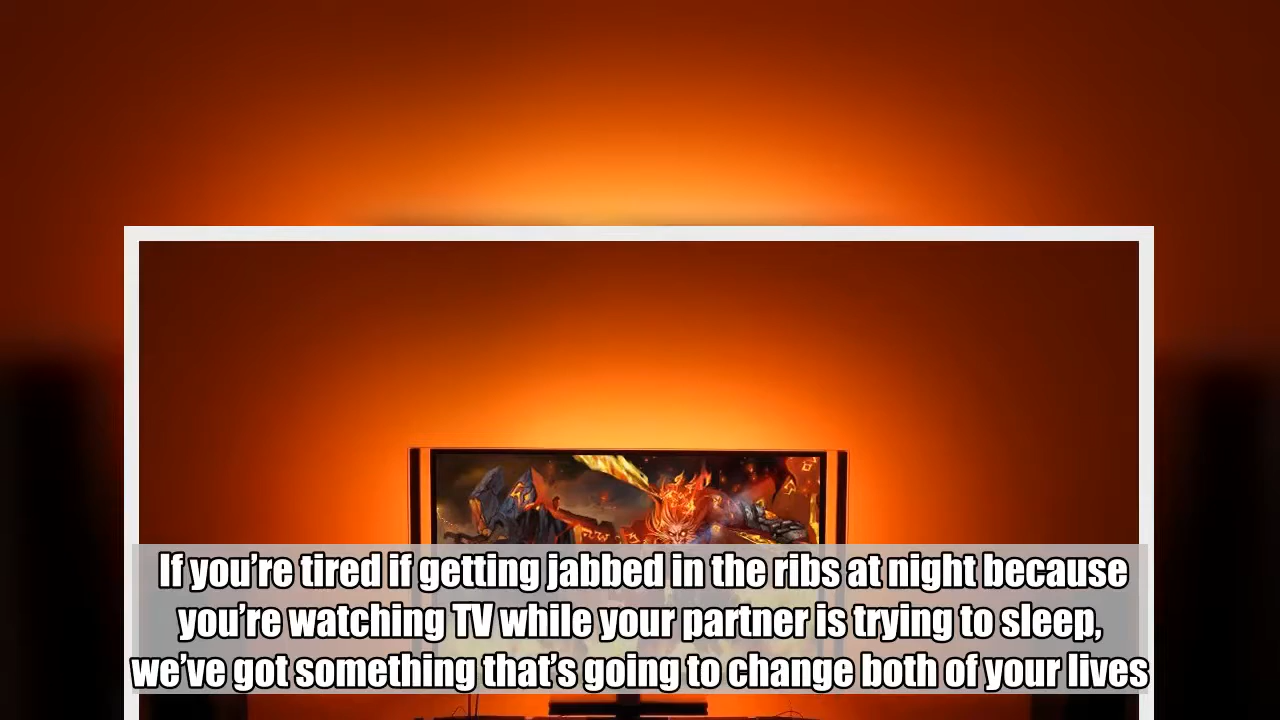 If you’re tired if getting jabbed in the ribs at night because
you’re watching TV while your partner is trying to sleep,
we’ve got something that’s going to change both of your lives